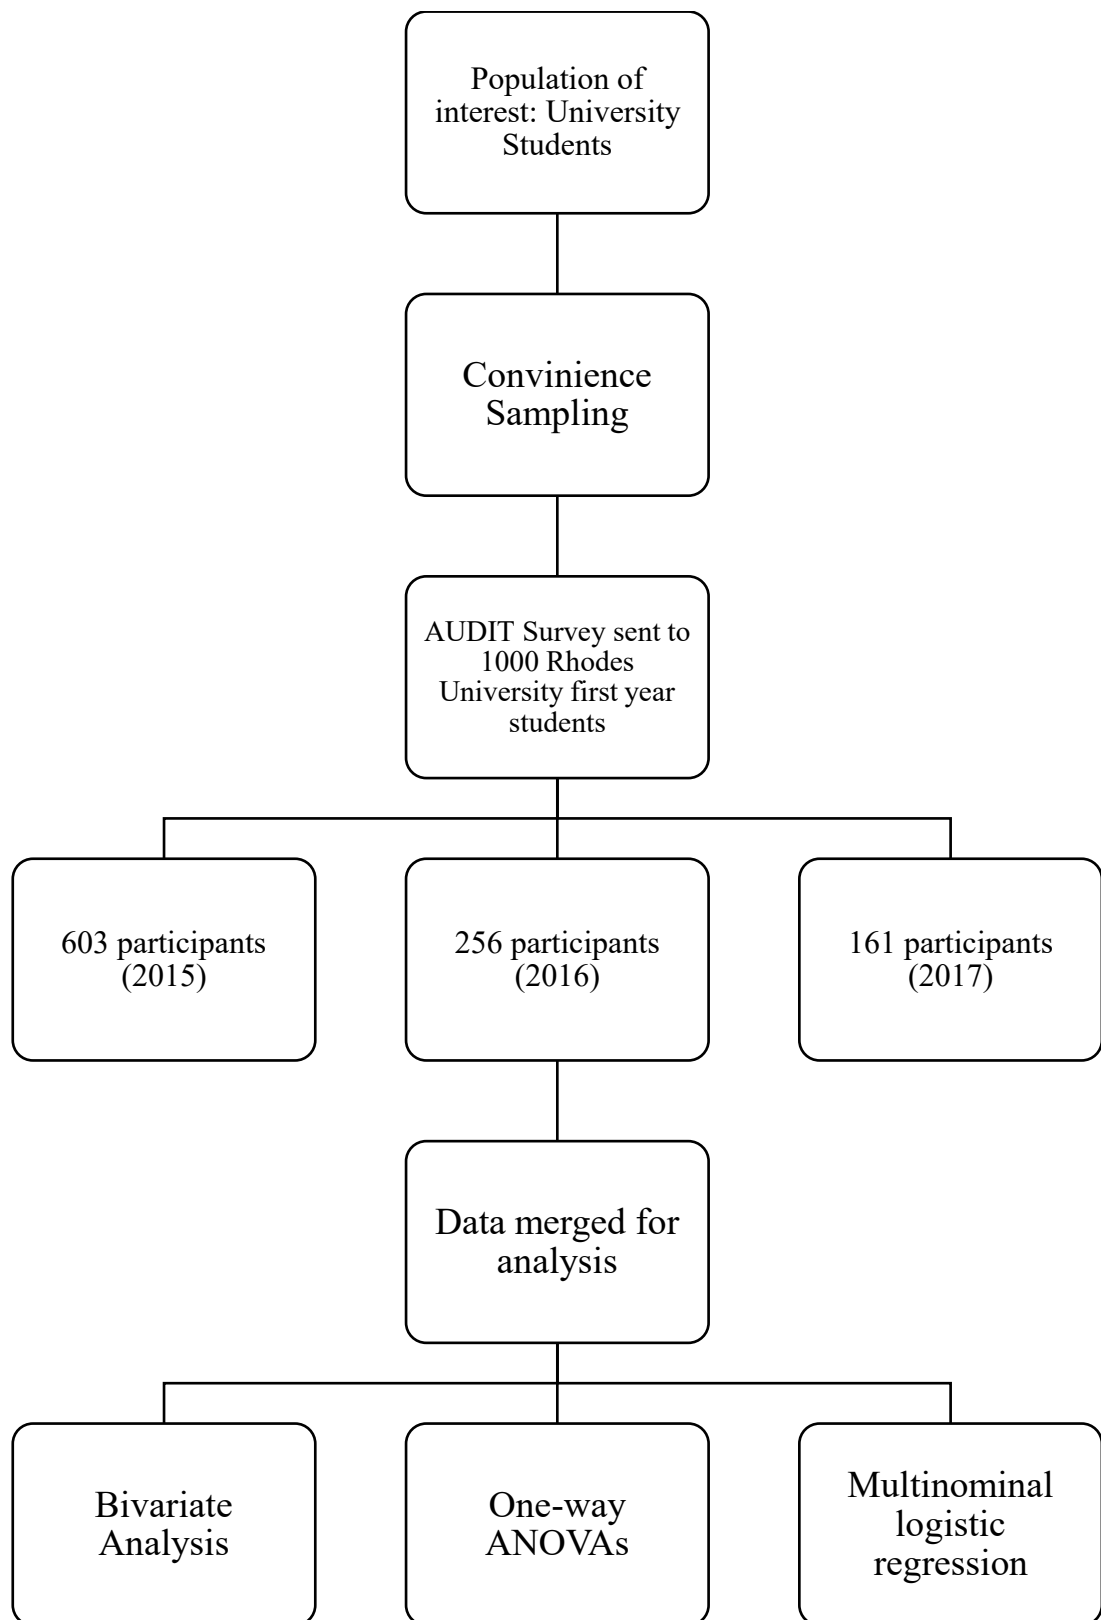 Population of
interest: University
Students
Convinience
Sampling
AUDIT Survey sent to
1000 Rhodes
University first year
students
603 participants
(2015)
256 participants
(2016)
161 participants
(2017)
Data merged for
analysis
Bivariate
Analysis
One-way
ANOVAs
Multinominal
logistic
regression